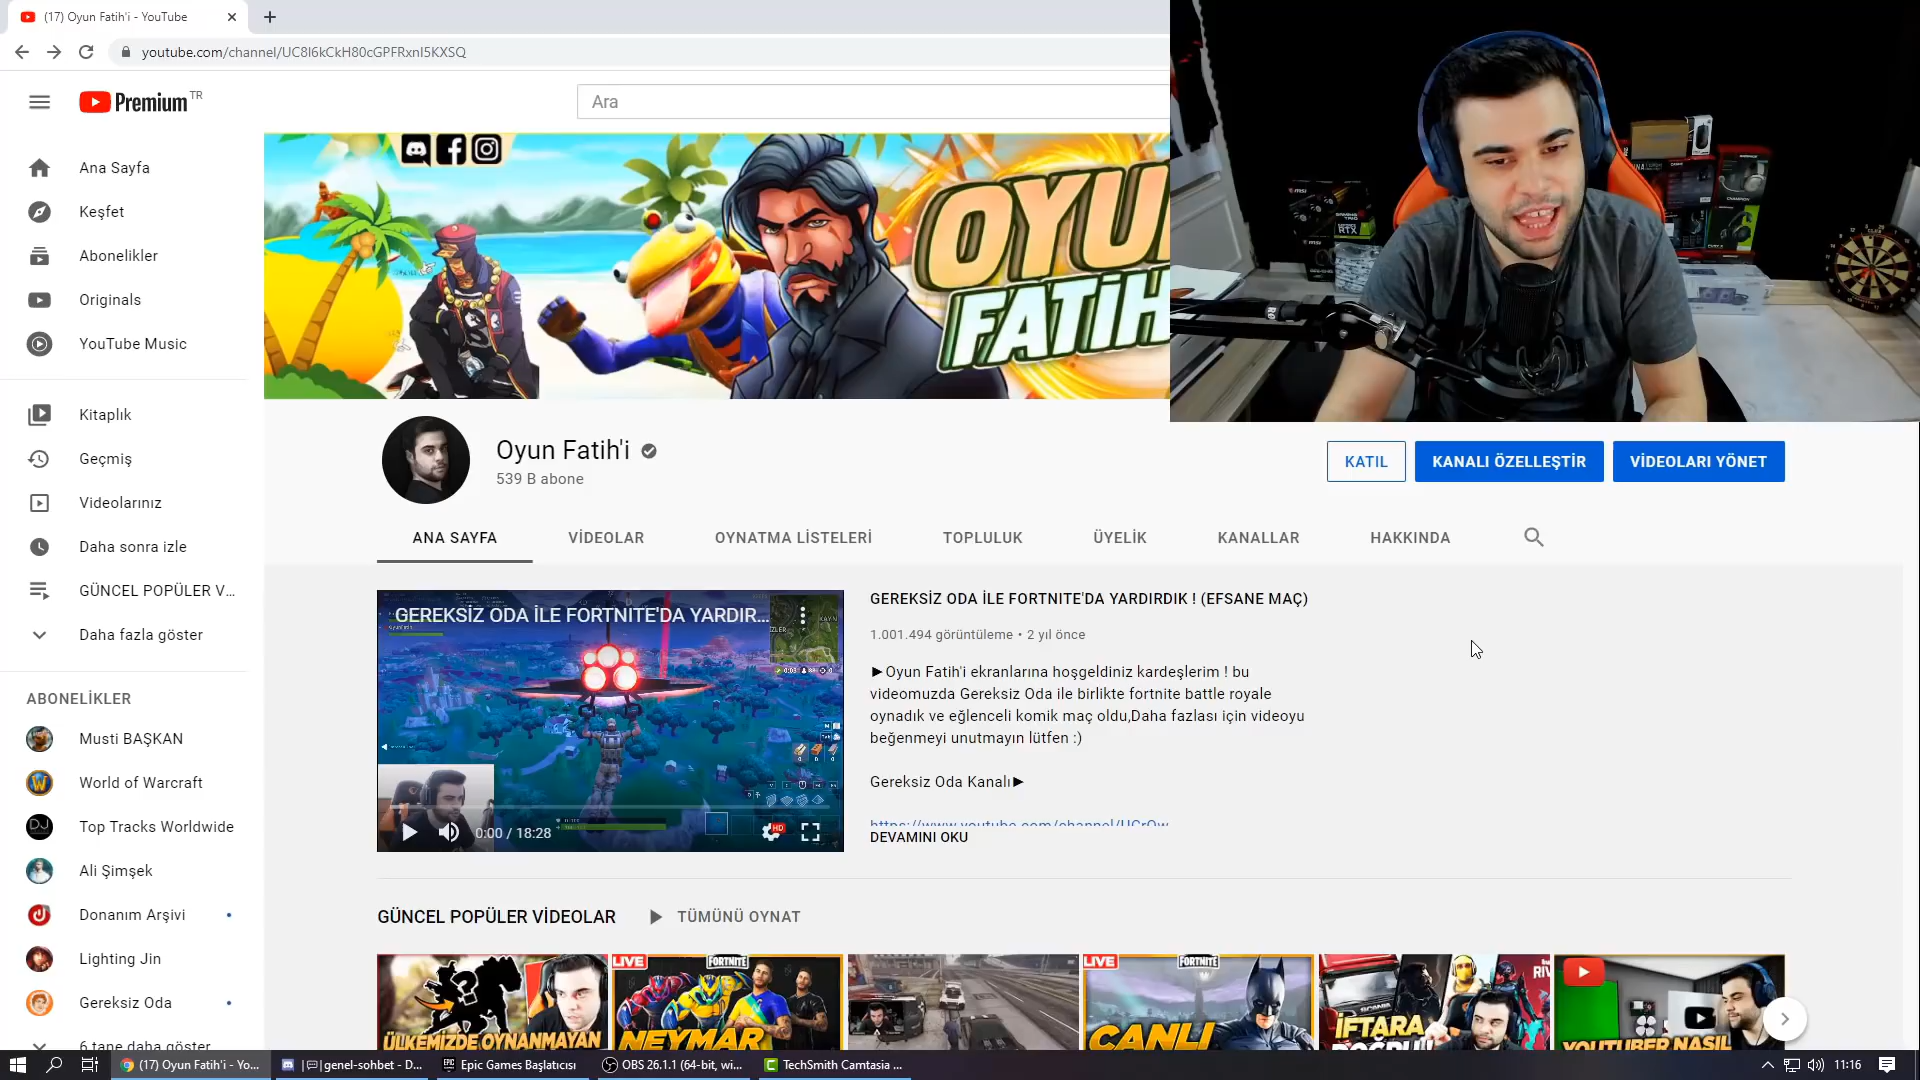 (17) Oyun Fatih'i - YouTube
youtube.com/channel/UC8I6kCkH80cGPFRxnI5KXSQ
Premium TR
Ara
Ana Sayfa
Keşfet
Abonelikler
Originals
YouTube Music
Kitaplık
Geçmiş
Videolarınız
Daha sonra izle
GÜNCEL POPÜLER V...
Daha fazla göster
ABONELİKLER
Musti BAŞKAN
World of Warcraft
Top Tracks Worldwide
Ali Şimşek
Donanım Arşivi
Lighting Jin
Gereksiz Oda
6 tane daha göster
OYU
FATİH
Oyun Fatih'i
539 B abone
KATIL
KANALI ÖZELLEŞTİR
VİDEOLARI YÖNET
ANA SAYFA
VİDEOLAR
OYNATMA LİSTELERİ
TOPLULUK
ÜYELİK
KANALLAR
HAKKINDA
GEREKSİZ ODA İLE FORTNITE'DA YARDIR...
0:00 / 18:28
HD
GEREKSİZ ODA İLE FORTNITE'DA YARDIRDIK ! (EFSANE MAÇ)
1.001.494 görüntüleme • 2 yıl önce
►Oyun Fatih'i ekranlarına hoşgeldiniz kardeşlerim ! bu
videomuzda Gereksiz Oda ile birlikte fortnite battle royale
oynadık ve eğlenceli komik maç oldu,Daha fazlası için videoyu
beğenmeyi unutmayın lütfen :)
Gereksiz Oda Kanalı►
DEVAMINI OKU
GÜNCEL POPÜLER VİDEOLAR
TÜMÜNÜ OYNAT
ÜLKEMİZDE OYNANMAYAN
LIVE
FORTNITE
NEYMAR
LIVE
FORTNITE
CANLI
İFTARA
DOĞRU
YOUTUBER NASIL
(17) Oyun Fatih'i - Yo...
|💬|genel-sohbet - D...
Epic Games Başlatıcısı
OBS 26.1.1 (64-bit, wi...
TechSmith Camtasia ...
11:16